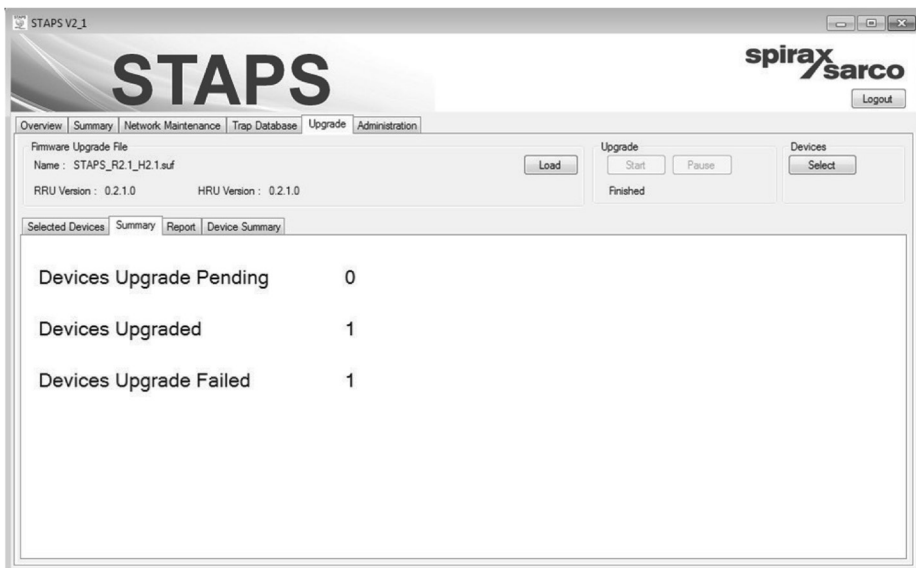 STAPS V2_1
STAPS
spirax
sarco
Logout
Overview Summary Network Maintenance Trap Database Upgrade Administration
Firmware Upgrade File Upgrade Devices
Name : STAPS_R2.1_H2.1.suf Load Start Pause Select
RRU Version : 0.2.1.0 HRU Version : 0.2.1.0 Finished
Selected Devices Summary Report Device Summary
Devices Upgrade Pending 0
Devices Upgraded 1
Devices Upgrade Failed 1